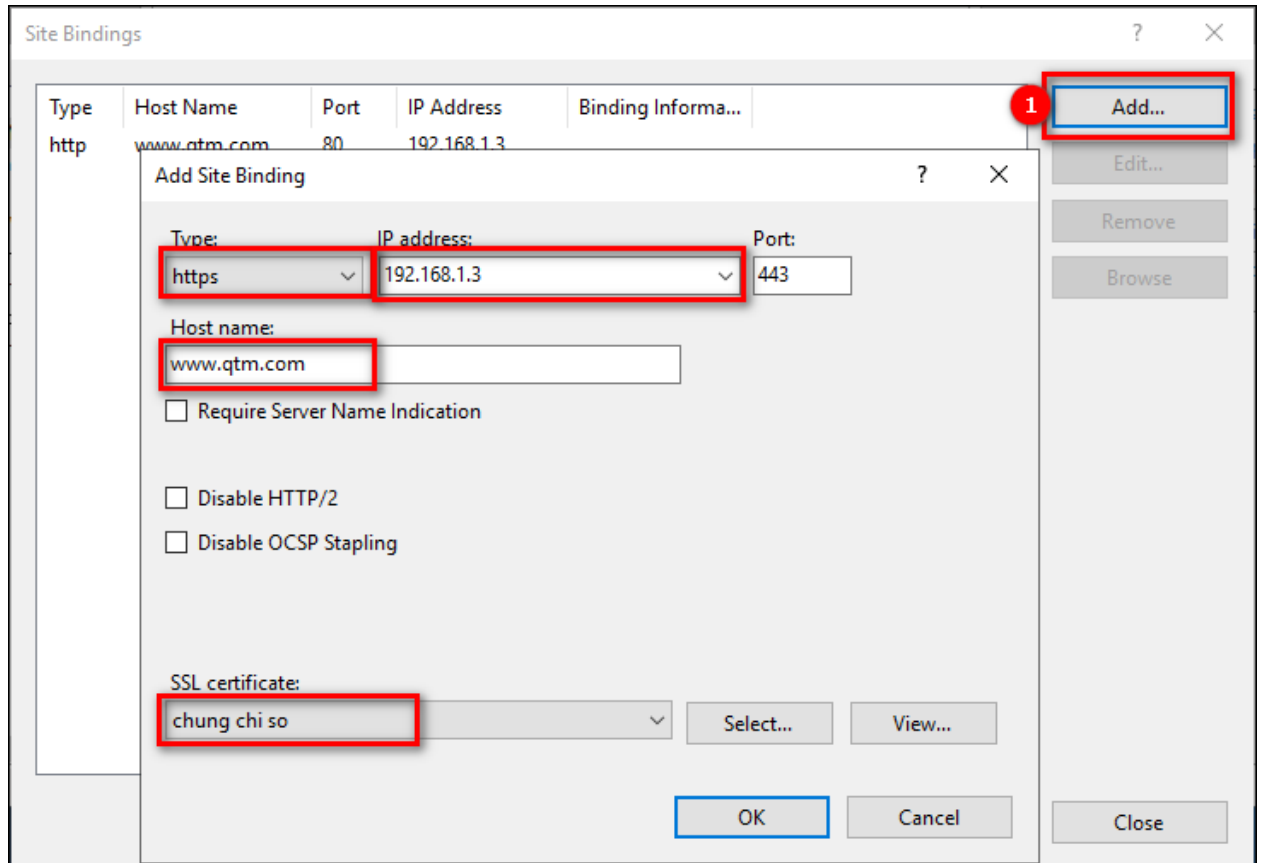 Site Bindings
Type Host Name Port IP Address Binding Informa...
1 Add...
http www.qtm.com 80 192.168.1.3
Edit...
Add Site Binding
Remove
Type: IP address: Port:
https 192.168.1.3 443
Browse
Host name:
www.qtm.com
Require Server Name Indication
Disable HTTP/2
Disable OCSP Stapling
SSL certificate:
chung chi so Select... View...
OK Cancel
Close